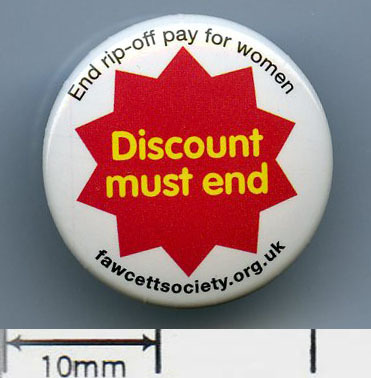 End rip-off pay for women
Discount
must end
fawcettsociety.org.uk
10mm